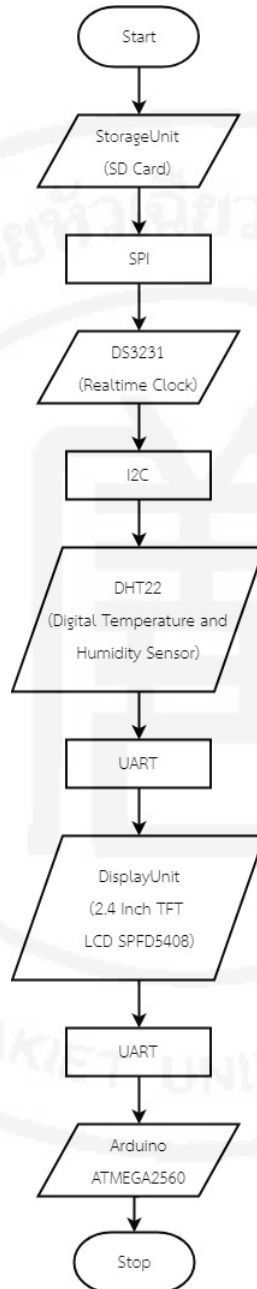 Start
StorageUnit
(SD Card)
SPI
DS3231
(Realtime Clock)
I2C
DHT22
(Digital Temperature and
Humidity Sensor)
UART
DisplayUnit
(2.4 Inch TFT
LCD SPFD5408)
UART
Arduino
ATMEGA2560
Stop